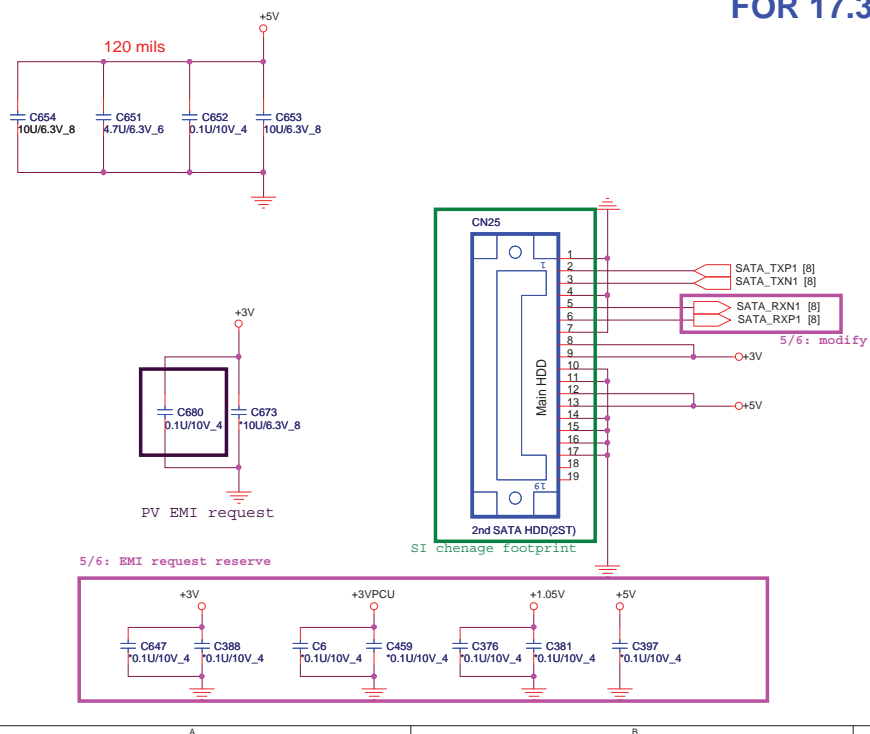 FOR 17.3
+5V
120 mils
C654
10U/6.3V_8
C651
4.7U/6.3V_6
C652
0.1U/10V_4
C653
10U/6.3V_8
CN25
1
2
3
4
5
6
7
8
9
10
11
12
13
14
15
16
17
18
19
1
19
Main HDD
SATA_TXP1 [8]
SATA_TXN1 [8]
SATA_RXN1 [8]
SATA_RXP1 [8]
5/6: modify
+3V
+5V
2nd SATA HDD(2ST)
SI chenage footprint
+3V
C680
0.1U/10V_4
C673
*10U/6.3V_8
PV EMI request
5/6: EMI request reserve
+3V
+3VPCU
+1.05V
+5V
C647
*0.1U/10V_4
C388
*0.1U/10V_4
C6
*0.1U/10V_4
C459
*0.1U/10V_4
C376
*0.1U/10V_4
C381
*0.1U/10V_4
C397
*0.1U/10V_4
A
B